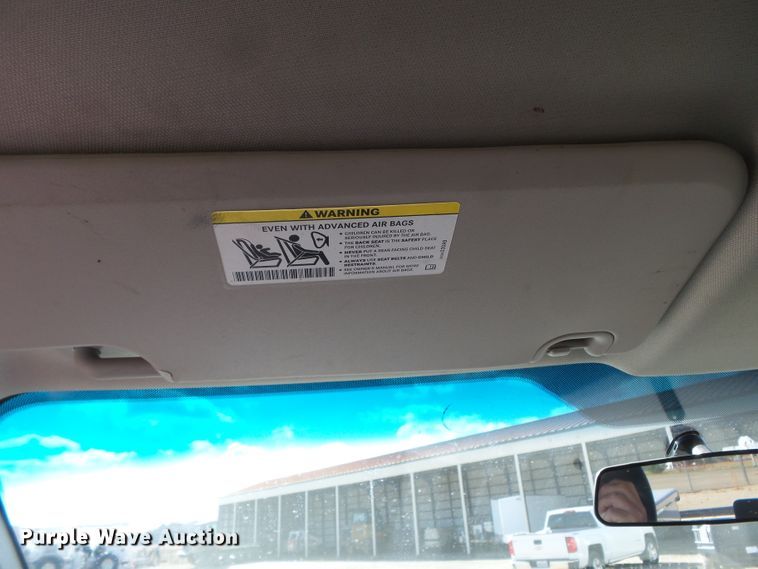 WARNING
EVEN WITH ADVANCED AIR BAGS
• CHILDREN CAN BE KILLED OR
SERIOUSLY INJURED BY THE AIR BAG.
• THE BACK SEAT IS THE SAFEST PLACE
FOR CHILDREN.
• NEVER PUT A REAR FACING CHILD SEAT
IN THE FRONT.
• ALWAYS USE SEAT BELTS AND CHILD
RESTRAINTS.
• SEE OWNER'S MANUAL FOR MORE
INFORMATION ABOUT AIR BAGS.
Purple Wave Auction